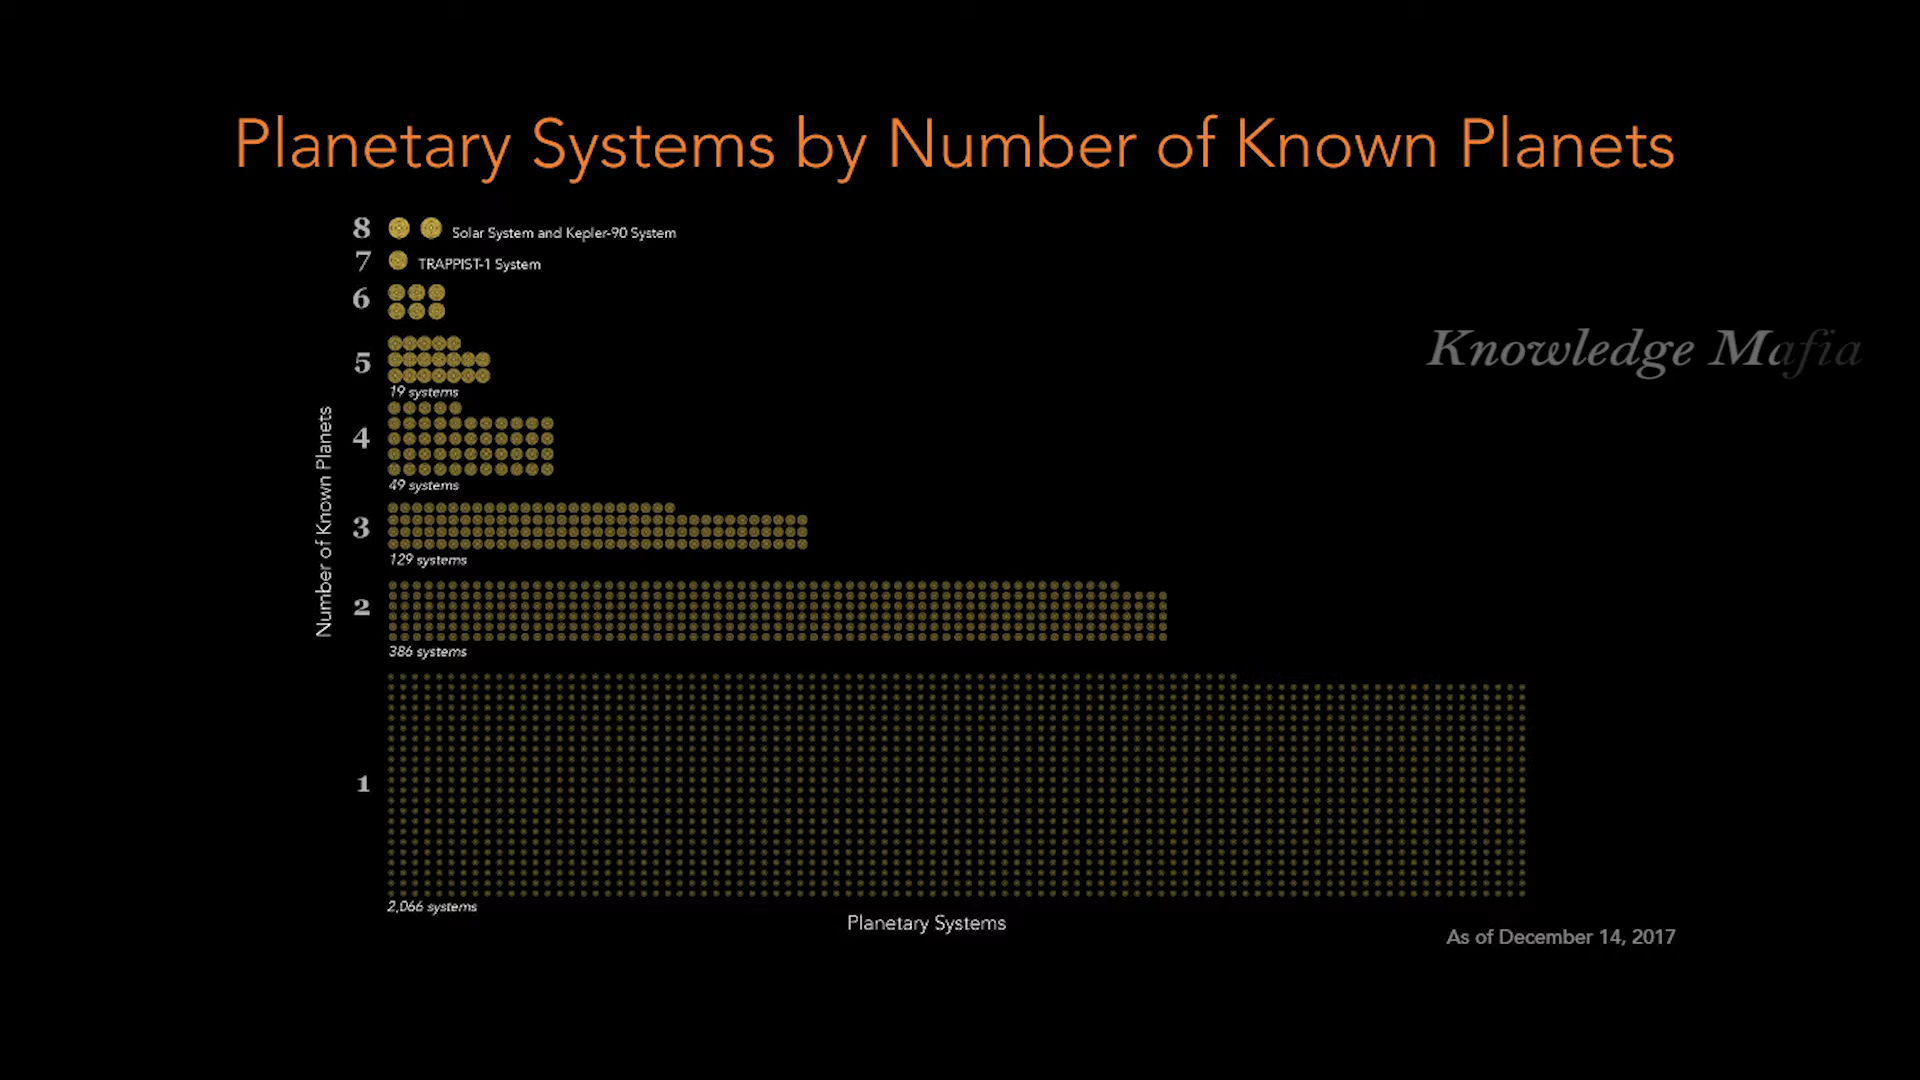 Planetary Systems by Number of Known Planets
8 Solar System and Kepler-90 System
7 TRAPPIST-1 System
6
5
19 systems
4
49 systems
3
129 systems
2
386 systems
1
2,066 systems
Number of Known Planets
Planetary Systems
Knowledge Mafia
As of December 14, 2017